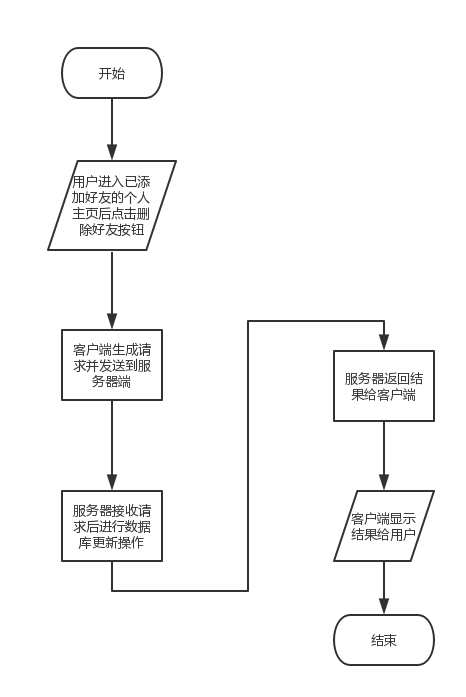 开始
用户进入已添
加好友的个人
主页后点击删
除好友按钮
客户端生成请
求并发送到服
务器端
服务器接收请
求后进行数据
库更新操作
服务器返回结
果给客户端
客户端显示
结果给用户
结束